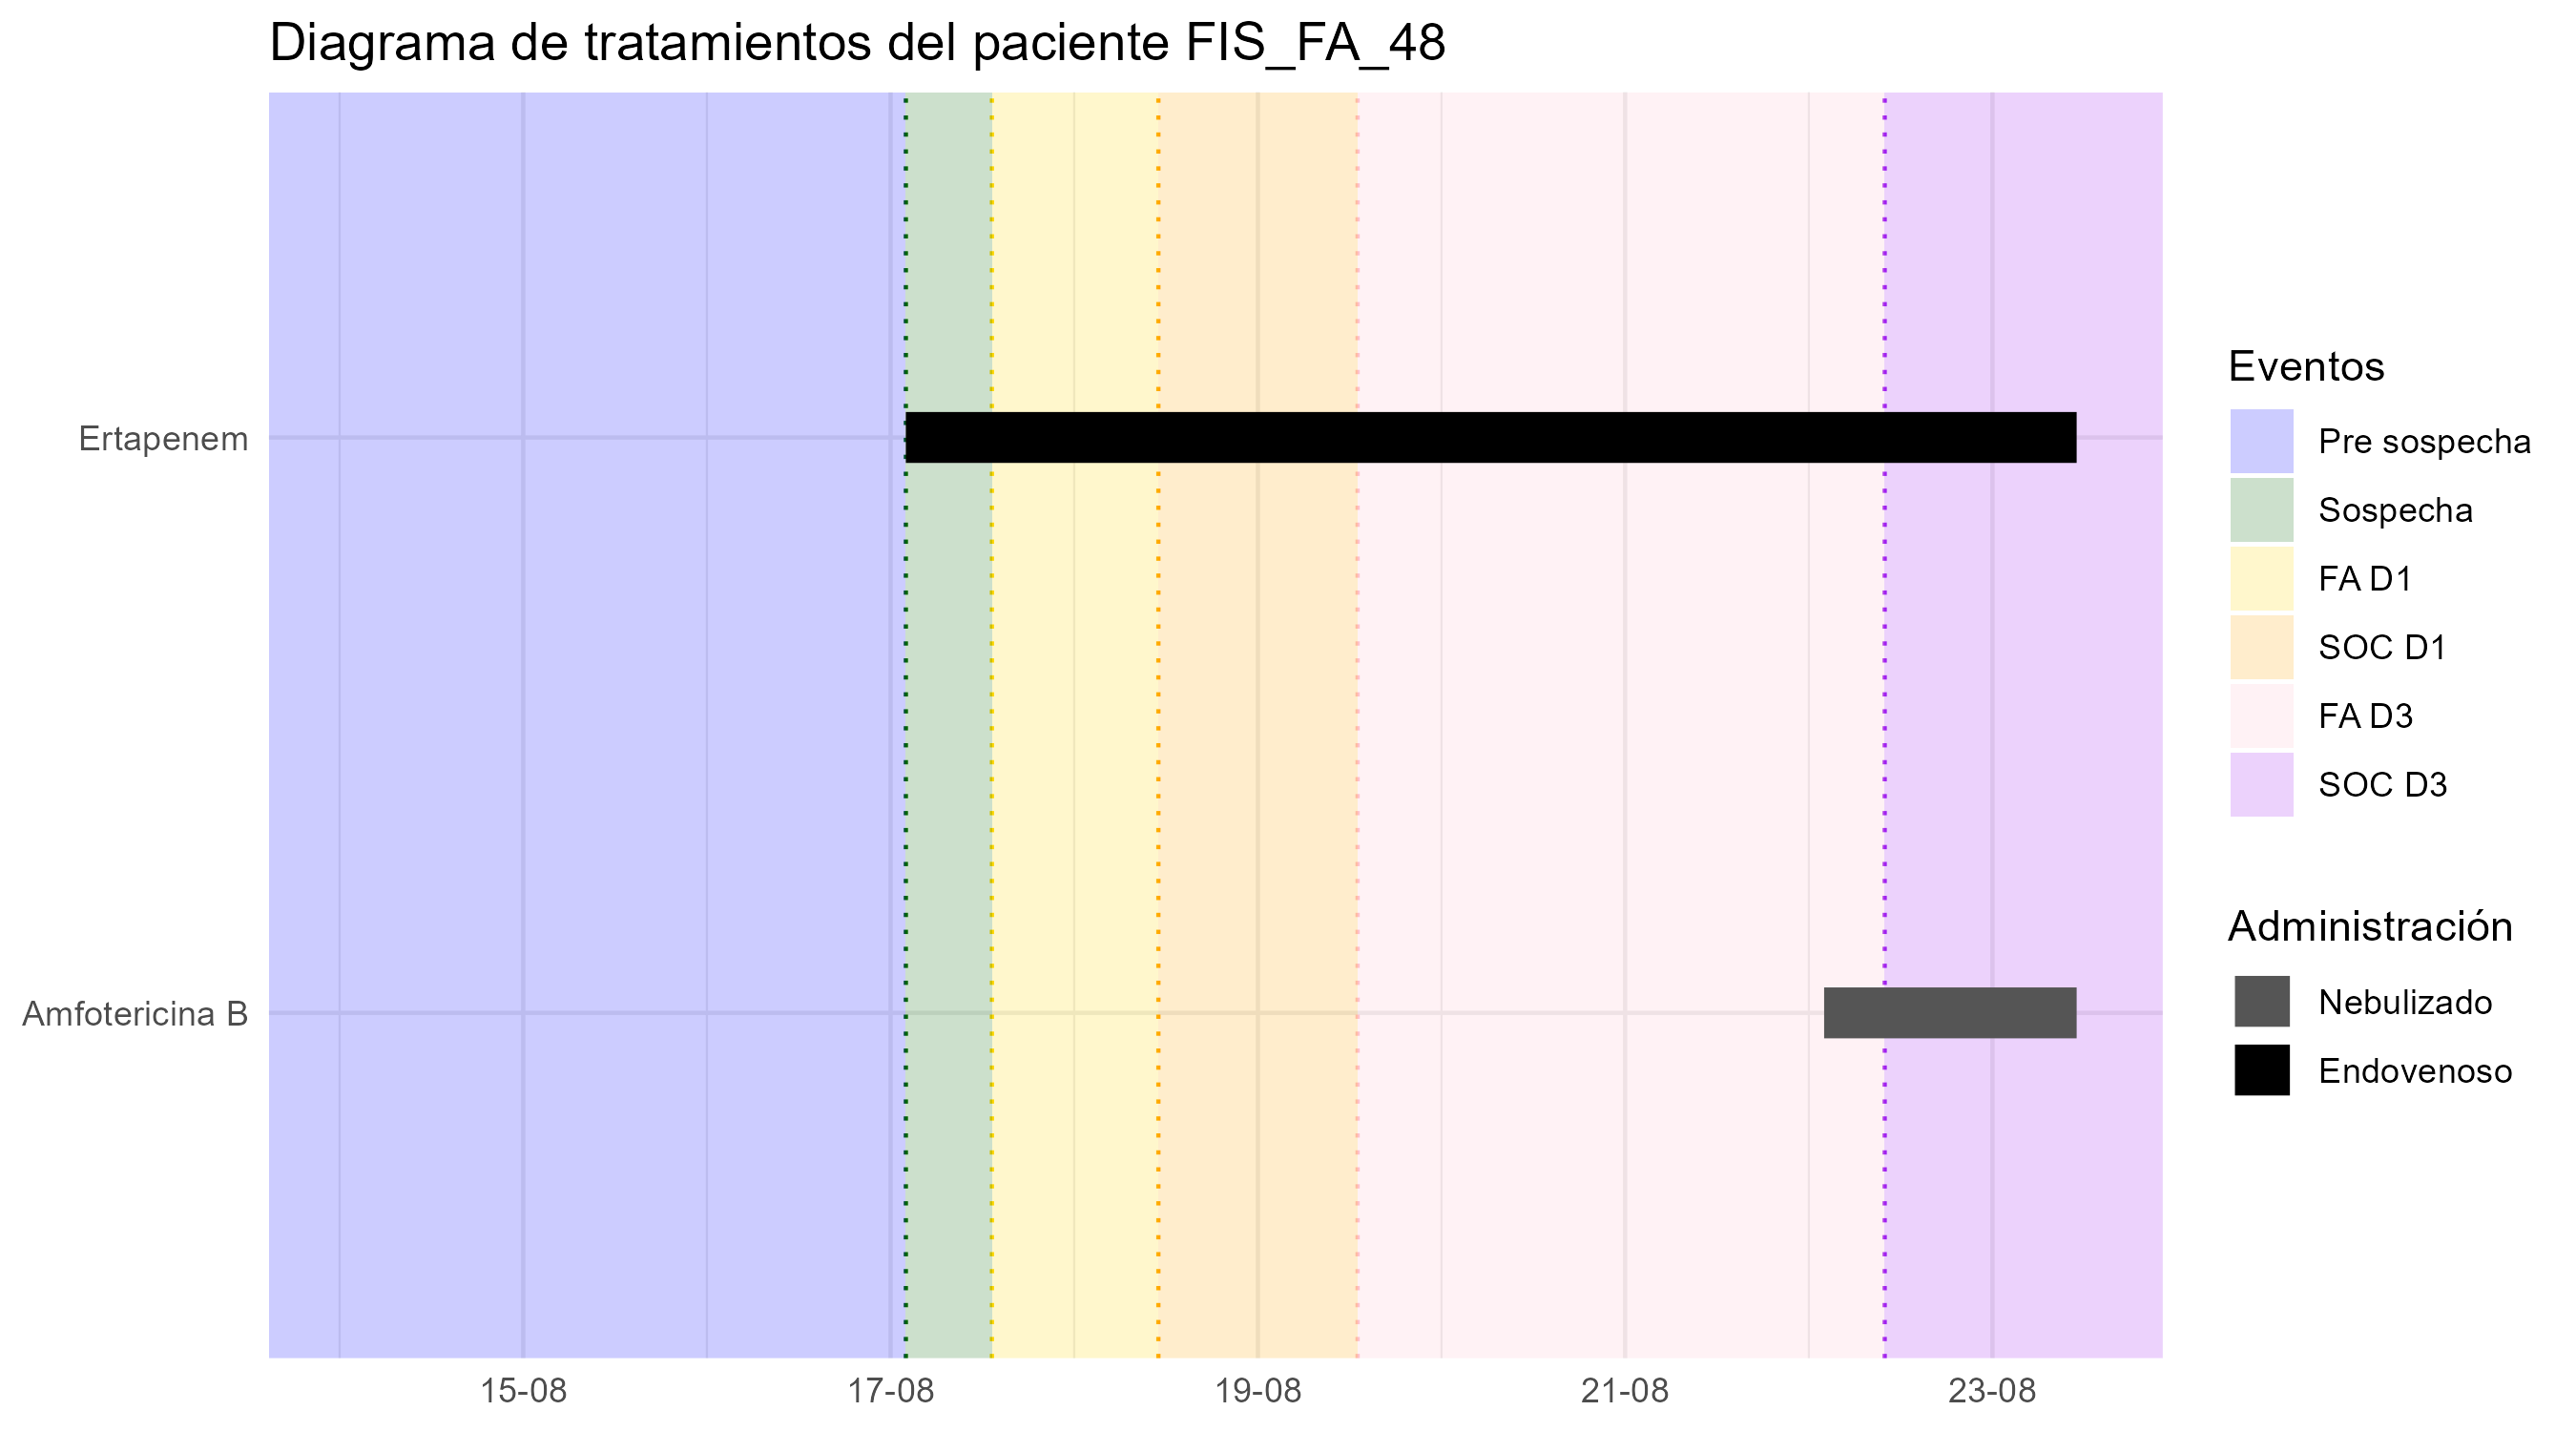 Diagrama de tratamientos del paciente FIS_FA_48
Ertapenem
Amfotericina B
15-08
17-08
19-08
21-08
23-08
Eventos
Pre sospecha
Sospecha
FA D1
SOC D1
FA D3
SOC D3
Administración
Nebulizado
Endovenoso